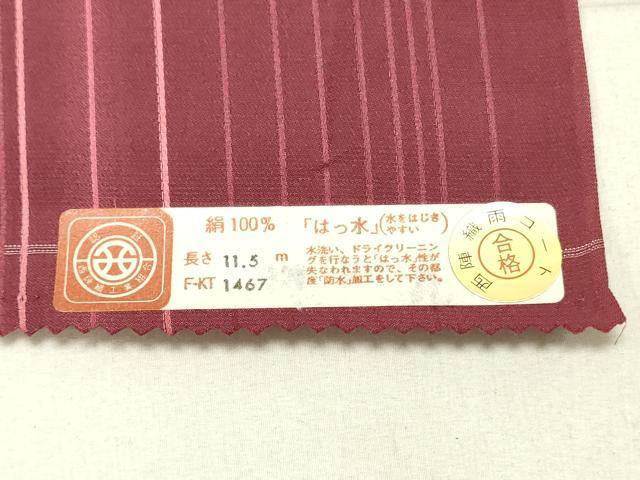 絹100%
「はっ水」(水をはじきやすい)
長さ 11.5 m
F-KT 1467
水洗い、ドライクリーニン
グを行なうと「はっ水」性が
失なわれますので、その都
度「防水」加工をして下さい。
西陣織雨コート
合格